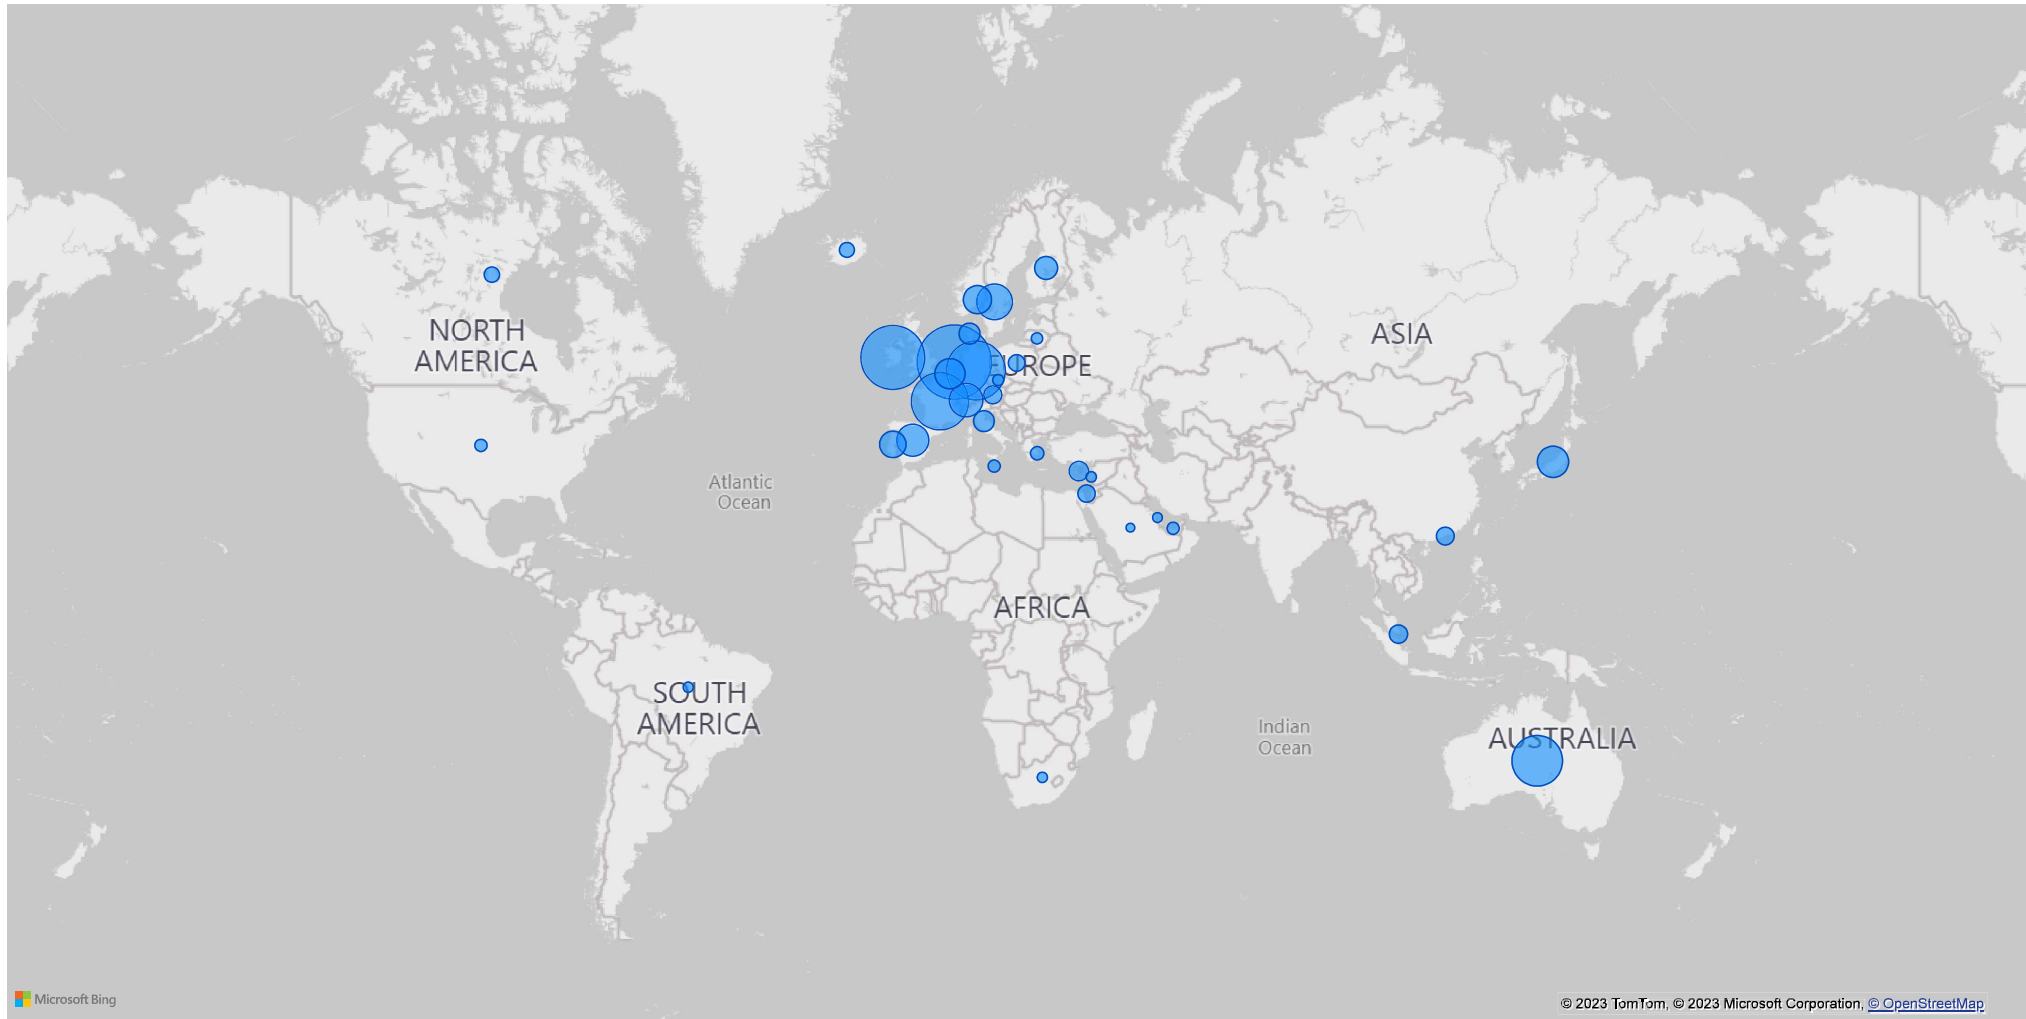 NORTH
AMERICA
EUROPE
ASIA
Atlantic
Ocean
AFRICA
SOUTH
AMERICA
Indian
Ocean
AUSTRALIA
Microsoft Bing
© 2023 TomTom, © 2023 Microsoft Corporation, © OpenStreetMap